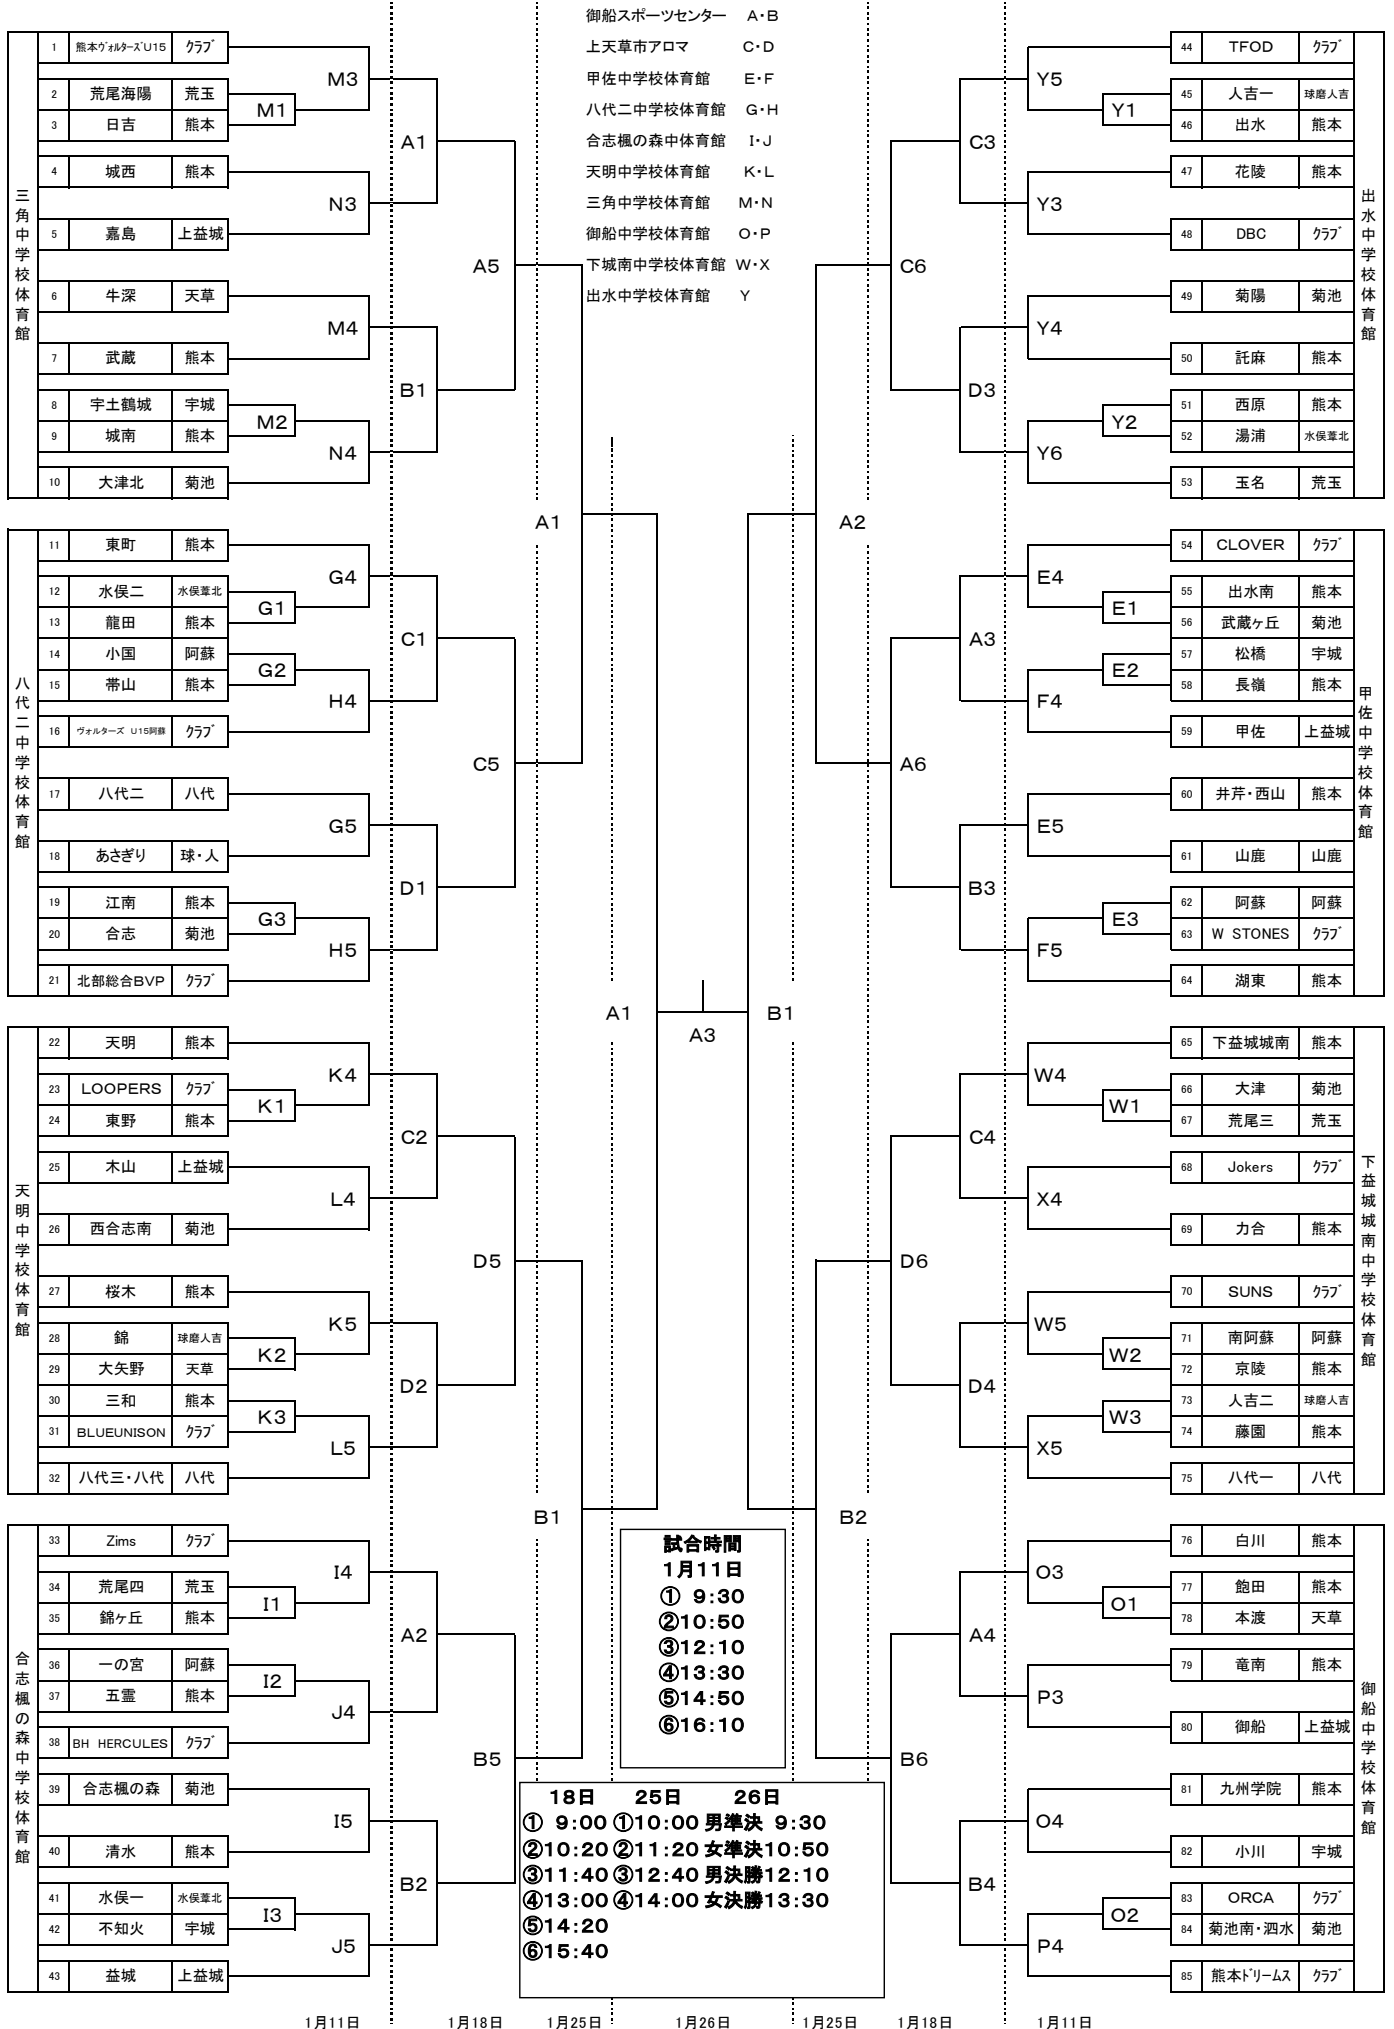 御船スポーツセンター A・B
上天草市アロマ C・D
甲佐中学校体育館 E・F
八代二中学校体育館 G・H
合志楓の森中体育館 I・J
天明中学校体育館 K・L
三角中学校体育館 M・N
御船中学校体育館 O・P
下城南中学校体育館 W・X
出水中学校体育館 Y
三角中学校体育館
1 熊本ヴォルターズU15 クラブ
2 荒尾海陽 荒玉
3 日吉 熊本
4 城西 熊本
5 嘉島 上益城
6 牛深 天草
7 武蔵 熊本
8 宇土鶴城 宇城
9 城南 熊本
10 大津北 菊池
M1
M2
M3
N3
M4
N4
A1
B1
A5
八代二中学校体育館
11 東町 熊本
12 水俣二 水俣葦北
13 龍田 熊本
14 小国 阿蘇
15 帯山 熊本
16 ヴォルターズ U15阿蘇 クラブ
17 八代二 八代
18 あさぎり 球・人
19 江南 熊本
20 合志 菊池
21 北部総合BVP クラブ
G1
G2
G3
G4
H4
G5
H5
C1
D1
C5
A1
天明中学校体育館
22 天明 熊本
23 LOOPERS クラブ
24 東野 熊本
25 木山 上益城
26 西合志南 菊池
27 桜木 熊本
28 錦 球磨人吉
29 大矢野 天草
30 三和 熊本
31 BLUEUNISON クラブ
32 八代三・八代 八代
K1
K2
K3
K4
L4
K5
L5
C2
D2
D5
合志楓の森中学校体育館
33 Zims クラブ
34 荒尾四 荒玉
35 錦ヶ丘 熊本
36 一の宮 阿蘇
37 五霊 熊本
38 BH HERCULES クラブ
39 合志楓の森 菊池
40 清水 熊本
41 水俣一 水俣葦北
42 不知火 宇城
43 益城 上益城
I1
I2
I3
I4
J4
I5
J5
A2
B2
B5
B1
A1
A3
B1
出水中学校体育館
44 TFOD クラブ
45 人吉一 球磨人吉
46 出水 熊本
47 花陵 熊本
48 DBC クラブ
49 菊陽 菊池
50 託麻 熊本
51 西原 熊本
52 湯浦 水俣葦北
53 玉名 荒玉
Y1
Y2
Y5
Y3
Y4
Y6
C3
D3
C6
A2
甲佐中学校体育館
54 CLOVER クラブ
55 出水南 熊本
56 武蔵ヶ丘 菊池
57 松橋 宇城
58 長嶺 熊本
59 甲佐 上益城
60 井芹・西山 熊本
61 山鹿 山鹿
62 阿蘇 阿蘇
63 W STONES クラブ
64 湖東 熊本
E1
E2
E3
E4
F4
E5
F5
A3
B3
A6
下益城城南中学校体育館
65 下益城城南 熊本
66 大津 菊池
67 荒尾三 荒玉
68 Jokers クラブ
69 力合 熊本
70 SUNS クラブ
71 南阿蘇 阿蘇
72 京陵 熊本
73 人吉二 球磨人吉
74 藤園 熊本
75 八代一 八代
W1
W2
W3
W4
X4
W5
X5
C4
D4
D6
B2
御船中学校体育館
76 白川 熊本
77 飽田 熊本
78 本渡 天草
79 竜南 熊本
80 御船 上益城
81 九州学院 熊本
82 小川 宇城
83 ORCA クラブ
84 菊池南・泗水 菊池
85 熊本ドリームス クラブ
O1
O2
O3
P3
O4
P4
A4
B4
B6
試合時間
1月11日
① 9:30
②10:50
③12:10
④13:30
⑤14:50
⑥16:10
18日 25日 26日
① 9:00 ①10:00 男準決 9:30
②10:20 ②11:20 女準決10:50
③11:40 ③12:40 男決勝12:10
④13:00 ④14:00 女決勝13:30
⑤14:20
⑥15:40
1月11日 1月18日 1月25日 1月26日 1月25日 1月18日 1月11日